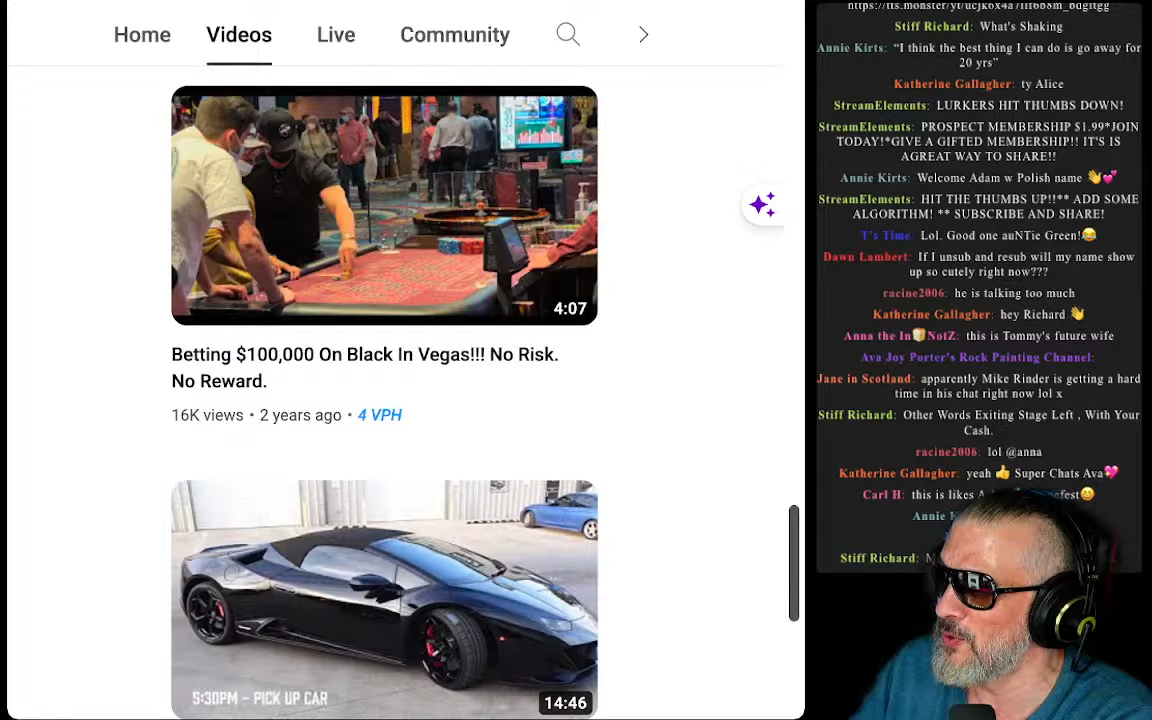 Home Videos Live Community
4:07
Betting $100,000 On Black In Vegas!!! No Risk.
No Reward.
16K views • 2 years ago • 4 VPH
5:30PM – PICK UP CAR
14:46
Stiff Richard: What's Shaking
Annie Kirts: “I think the best thing I can do is go away for
20 yrs”
Katherine Gallagher: ty Alice
StreamElements: LURKERS HIT THUMBS DOWN!
StreamElements: PROSPECT MEMBERSHIP $1.99*JOIN
TODAY!*GIVE A GIFTED MEMBERSHIP!! IT'S IS
AGREAT WAY TO SHARE!!
Annie Kirts: Welcome Adam w Polish name 👋💕
StreamElements: HIT THE THUMBS UP!!** ADD SOME
ALGORITHM! ** SUBSCRIBE AND SHARE!
T's Time: Lol. Good one auNTie Green!😂
Dawn Lambert: If I unsub and resub will my name show
up so cutely right now???
racine2006: he is talking too much
Katherine Gallagher: hey Richard 👋
Anna the In🍞NotZ: this is Tommy's future wife
Ava Joy Porter's Rock Painting Channel:
Jane in Scotland: apparently Mike Rinder is getting a hard
time in his chat right now lol x
Stiff Richard: Other Words Exiting Stage Left , With Your
Cash.
racine2006: lol @anna
Katherine Gallagher: yeah 👍 Super Chats Ava💖
Carl H: this is likes
Annie
Stiff Richard: